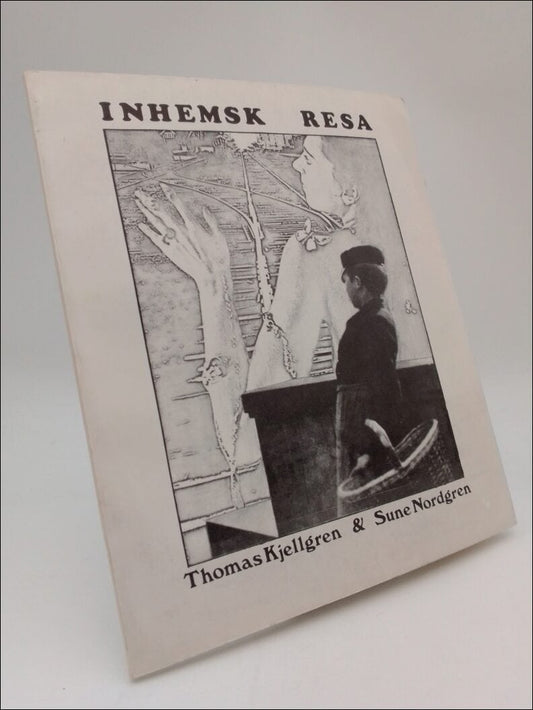 INHEMSK RESA
Thomas Kjellgren & Sune Nordgren